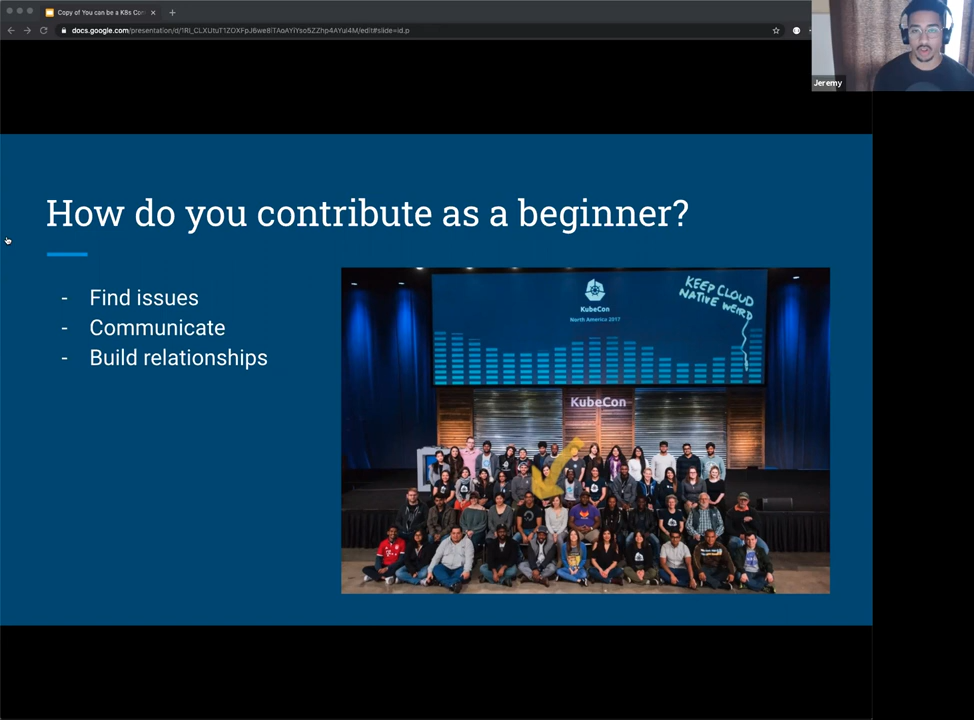 Copy of You can be a K8s Con
docs.google.com/presentation/d/1Rl_CLXUtuT1ZOXFpJ6we8lTAoAYiYso5ZZhp4AYuI4M/edit#slide=id.p
Jeremy
How do you contribute as a beginner?
- Find issues
- Communicate
- Build relationships
KubeCon
North America 2017
KEEP CLOUD
NATIVE WEIRD
KubeCon